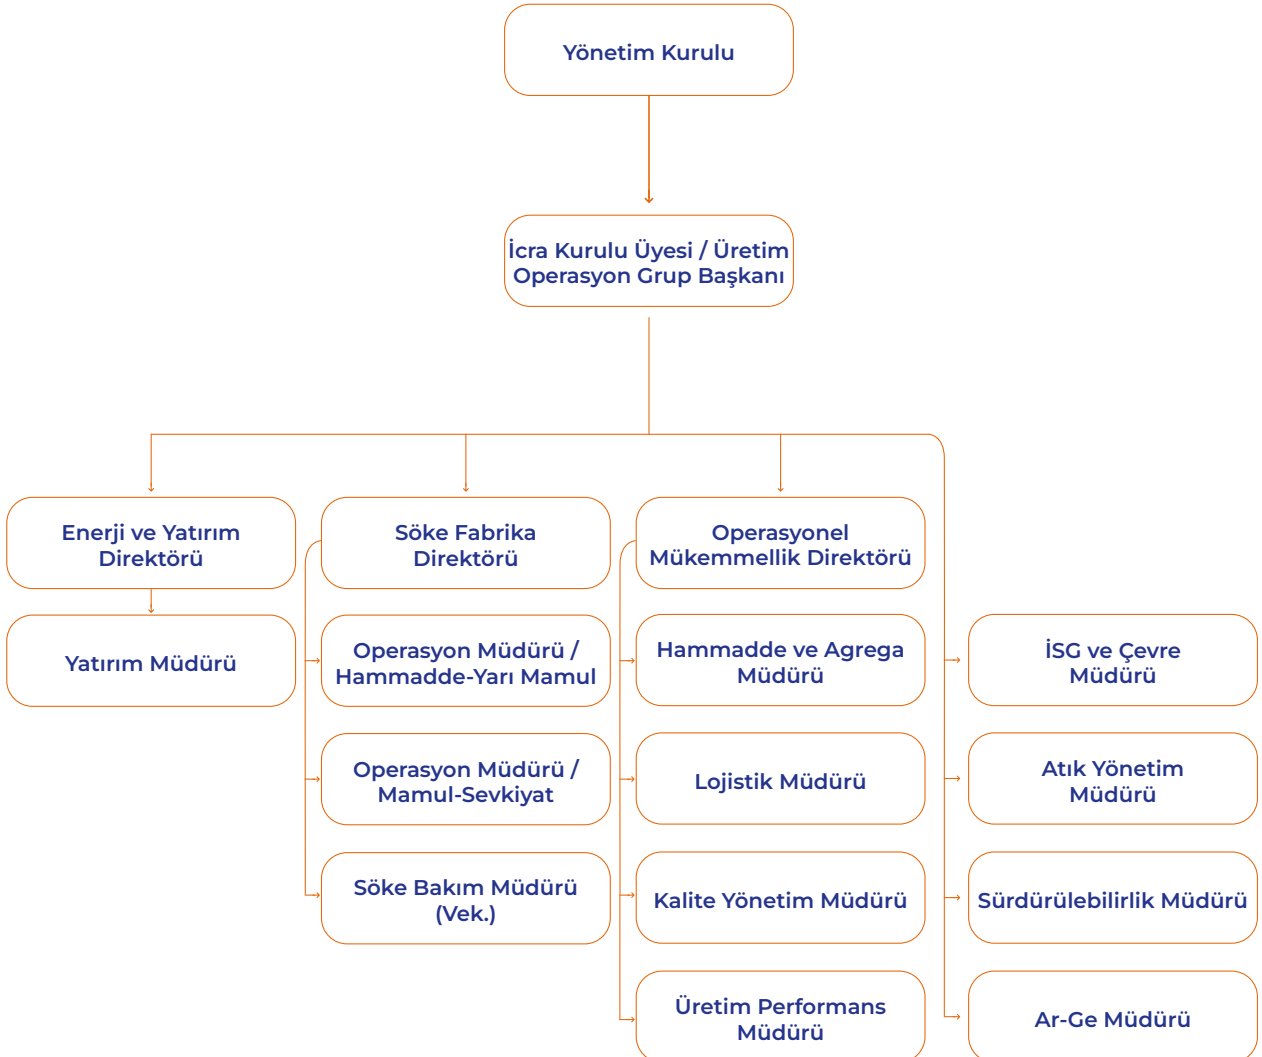 Yönetim Kurulu
İcra Kurulu Üyesi / Üretim
Operasyon Grup Başkanı
Enerji ve Yatırım
Direktörü
Söke Fabrika
Direktörü
Operasyonel
Mükemmellik Direktörü
Yatırım Müdürü
Operasyon Müdürü /
Hammadde-Yarı Mamul
Hammadde ve Agrega
Müdürü
İSG ve Çevre
Müdürü
Operasyon Müdürü /
Mamul-Sevkiyat
Lojistik Müdürü
Atık Yönetim
Müdürü
Söke Bakım Müdürü
(Vek.)
Kalite Yönetim Müdürü
Sürdürülebilirlik Müdürü
Üretim Performans
Müdürü
Ar-Ge Müdürü